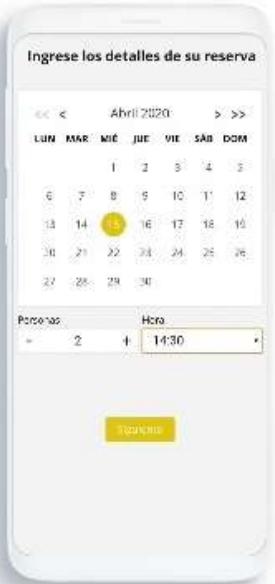 Ingrese los detalles de su reserva
<< < Abril 2020 > >>
LUN MAR MIÉ JUE VIE SÁB DOM
1 2 3 4 5
6 7 8 9 10 11 12
13 14 15 16 17 18 19
20 21 22 23 24 25 26
27 28 29 30
Personas Hora
- 2 + 14:30
Siguiente